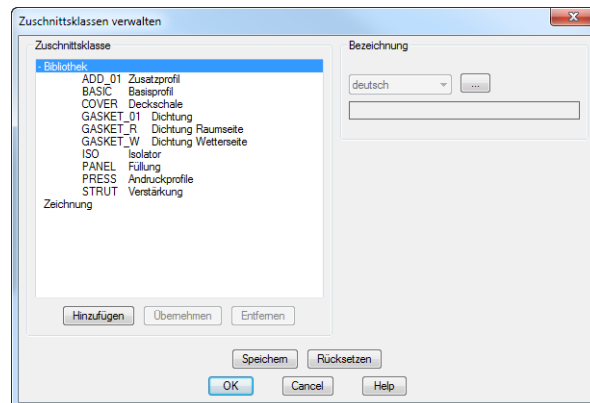 Zuschnittsklassen verwalten
Zuschnittsklasse
- Bibliothek
ADD_01 Zusatzprofil
BASIC Basisprofil
COVER Deckschale
GASKET_01 Dichtung
GASKET_R Dichtung Raumseite
GASKET_W Dichtung Wetterseite
ISO Isolator
PANEL Füllung
PRESS Andruckprofile
STRUT Verstärkung
Zeichnung
Hinzufügen Übernehmen Entfernen
Bezeichnung
deutsch ...
Speichern Rücksetzen
OK Cancel Help